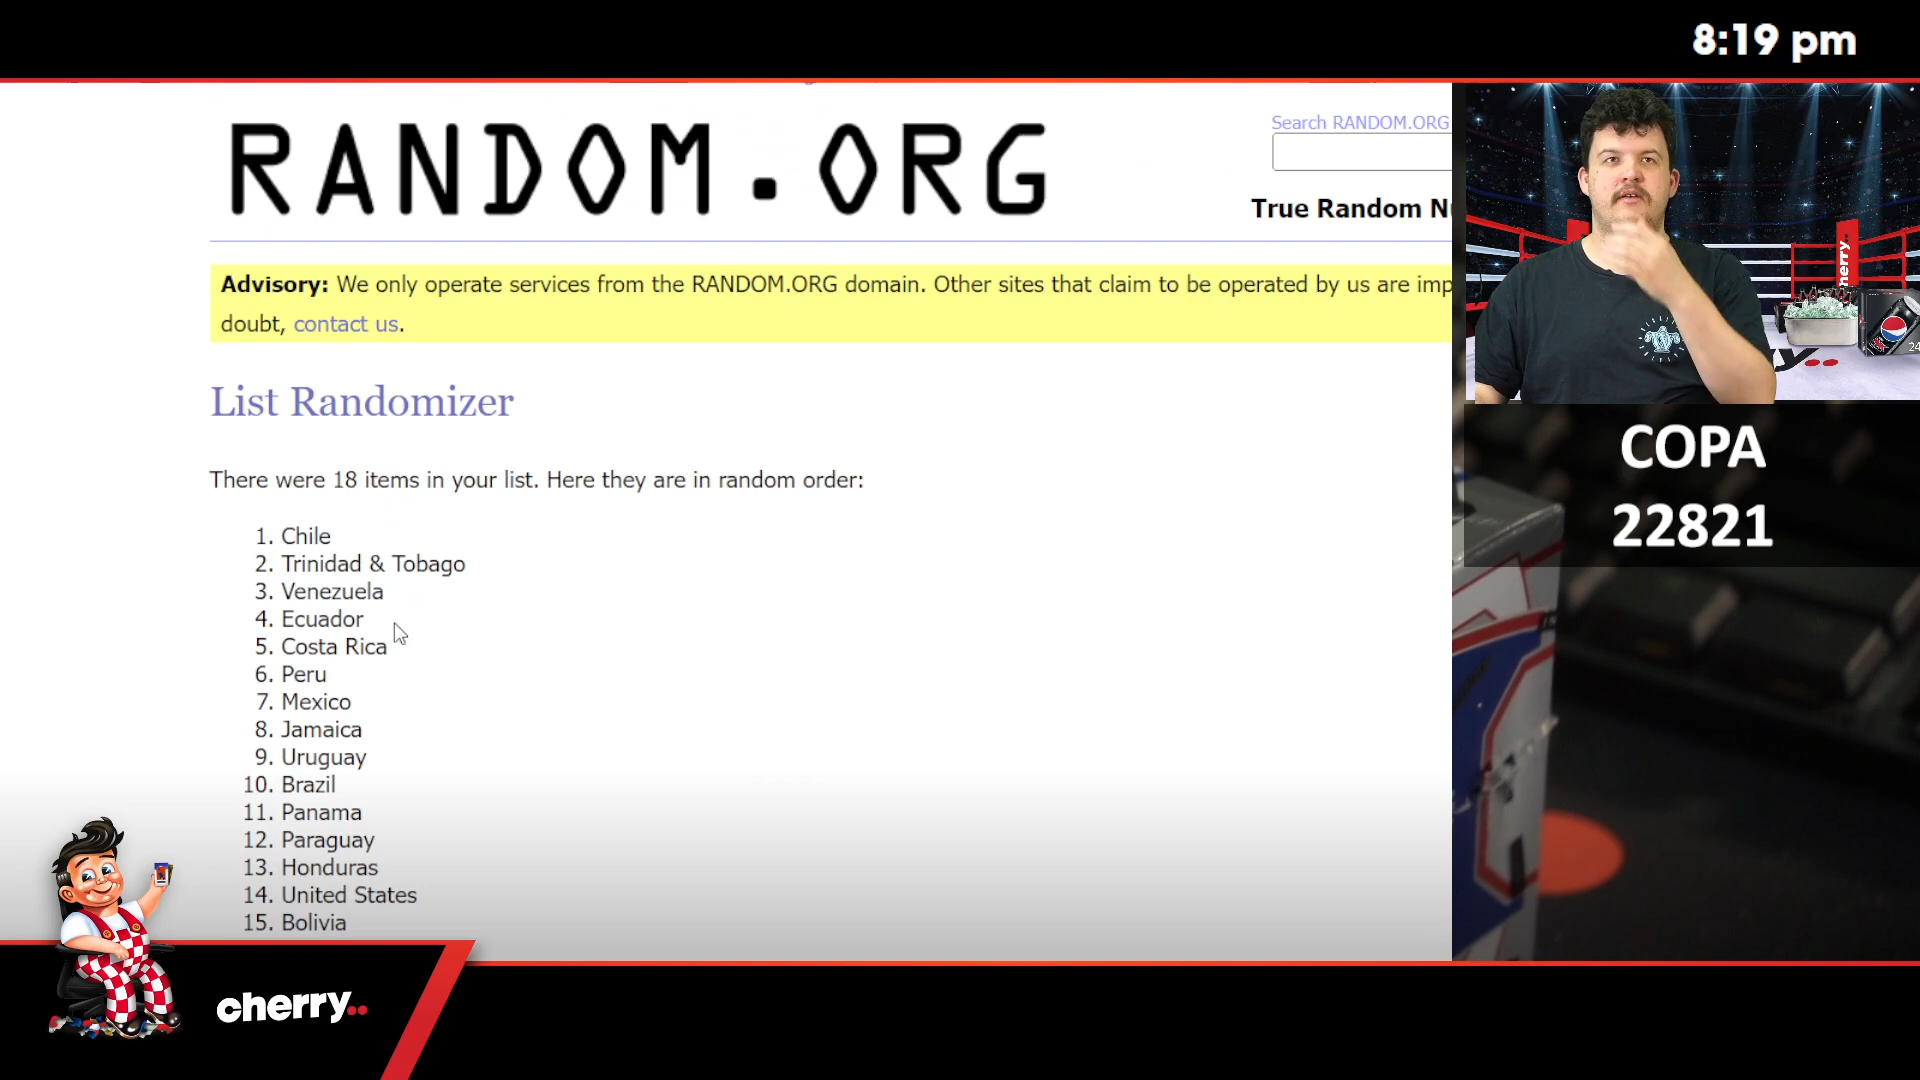 8:19 pm
RANDOM.ORG
Search RANDOM.ORG
True Random N
Advisory: We only operate services from the RANDOM.ORG domain. Other sites that claim to be operated by us are imp
doubt, contact us.
List Randomizer
There were 18 items in your list. Here they are in random order:
1. Chile
2. Trinidad & Tobago
3. Venezuela
4. Ecuador
5. Costa Rica
6. Peru
7. Mexico
8. Jamaica
9. Uruguay
10. Brazil
11. Panama
12. Paraguay
13. Honduras
14. United States
15. Bolivia
COPA
22821
herry..
24
y..
cherry..